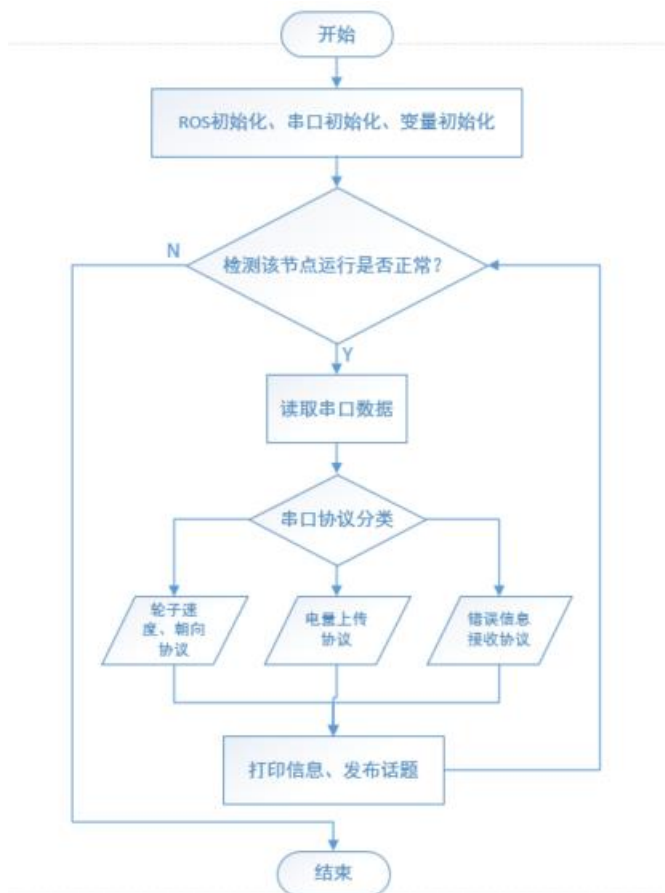 开始
ROS初始化、串口初始化、变量初始化
N
检测该节点运行是否正常?
Y
读取串口数据
串口协议分类
轮子速
度、朝向
协议
电量上传
协议
错误信息
接收协议
打印信息、发布话题
结束